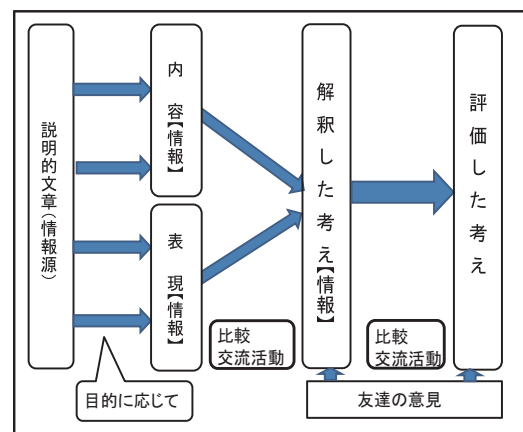 説明的文章(情報源)
内容【情報】
表現【情報】
解釈した考え【情報】
評価した考え
比較
交流活動
比較
交流活動
目的に応じて
友達の意見